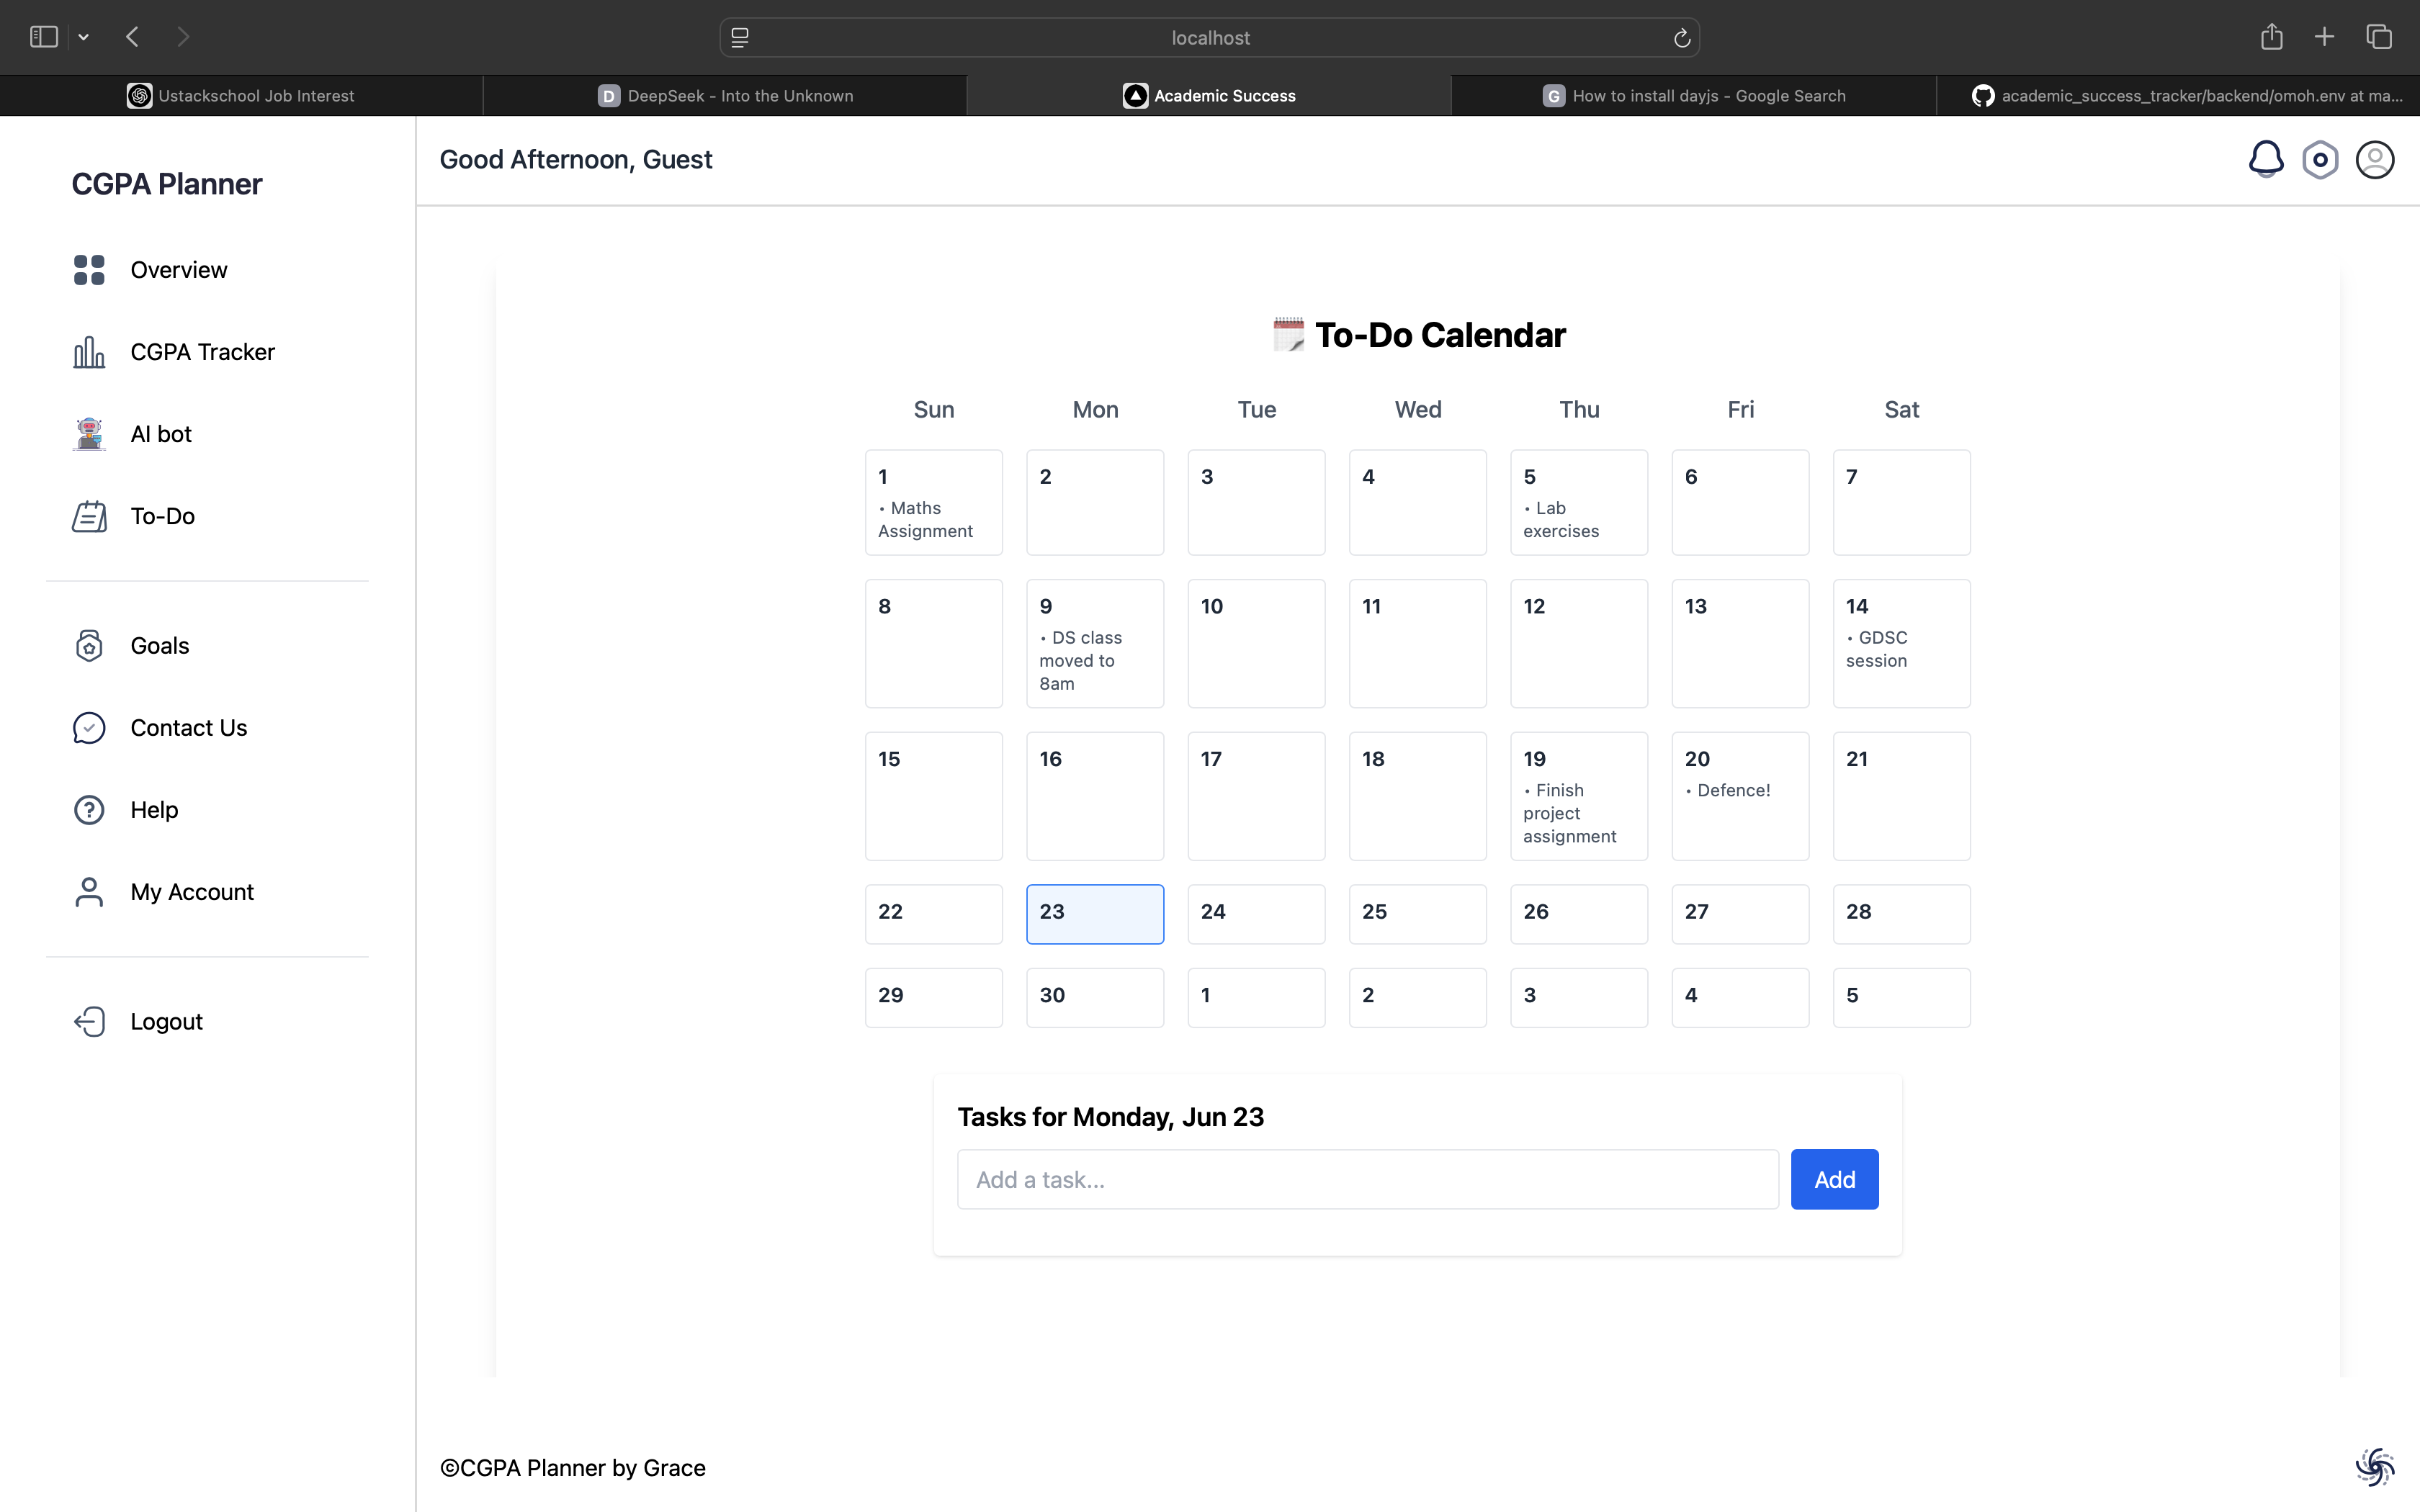 localhost
Ustackschool Job Interest
D DeepSeek - Into the Unknown
Academic Success
G How to install dayjs - Google Search
academic_success_tracker/backend/omoh.env at ma...
CGPA Planner
Overview
CGPA Tracker
AI bot
To-Do
Goals
Contact Us
Help
My Account
Logout
Good Afternoon, Guest
To-Do Calendar
Sun Mon Tue Wed Thu Fri Sat
1
• Maths
Assignment
2
3
4
5
• Lab
exercises
6
7
8
9
• DS class
moved to
8am
10
11
12
13
14
• GDSC
session
15
16
17
18
19
• Finish
project
assignment
20
• Defence!
21
22 23 24 25 26 27 28
29 30 1 2 3 4 5
Tasks for Monday, Jun 23
Add a task...
Add
©CGPA Planner by Grace